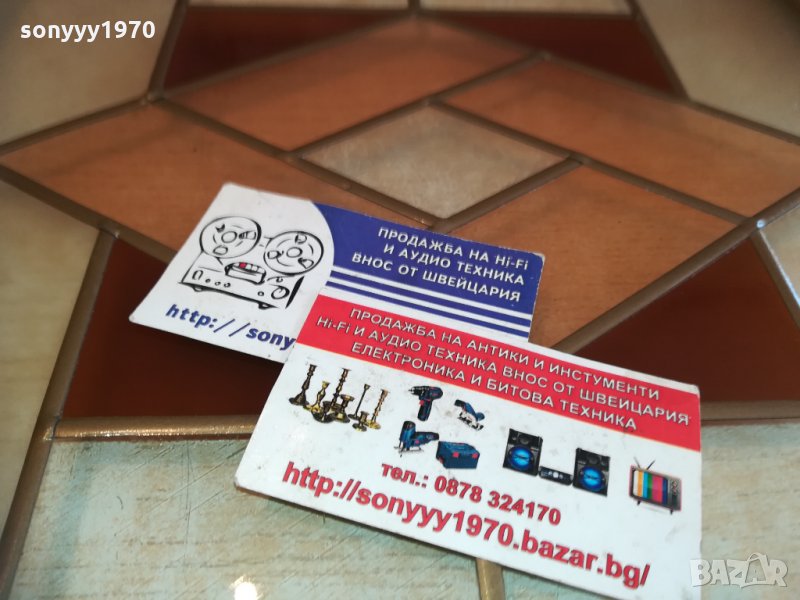 sonyyy1970
ПРОДАЖБА НА Hi-Fi
И АУДИО ТЕХНИКА
ВНОС ОТ ШВЕЙЦАРИЯ
http://sony
ПРОДАЖБА НА АНТИКИ И ИНСТУМЕНТИ
Hi-Fi И АУДИО ТЕХНИКА ВНОС ОТ ШВЕЙЦАРИЯ
ЕЛЕКТРОНИКА И БИТОВА ТЕХНИКА
тел.: 0878 324170
http://sonyyy1970.bazar.bg/
BAZAR